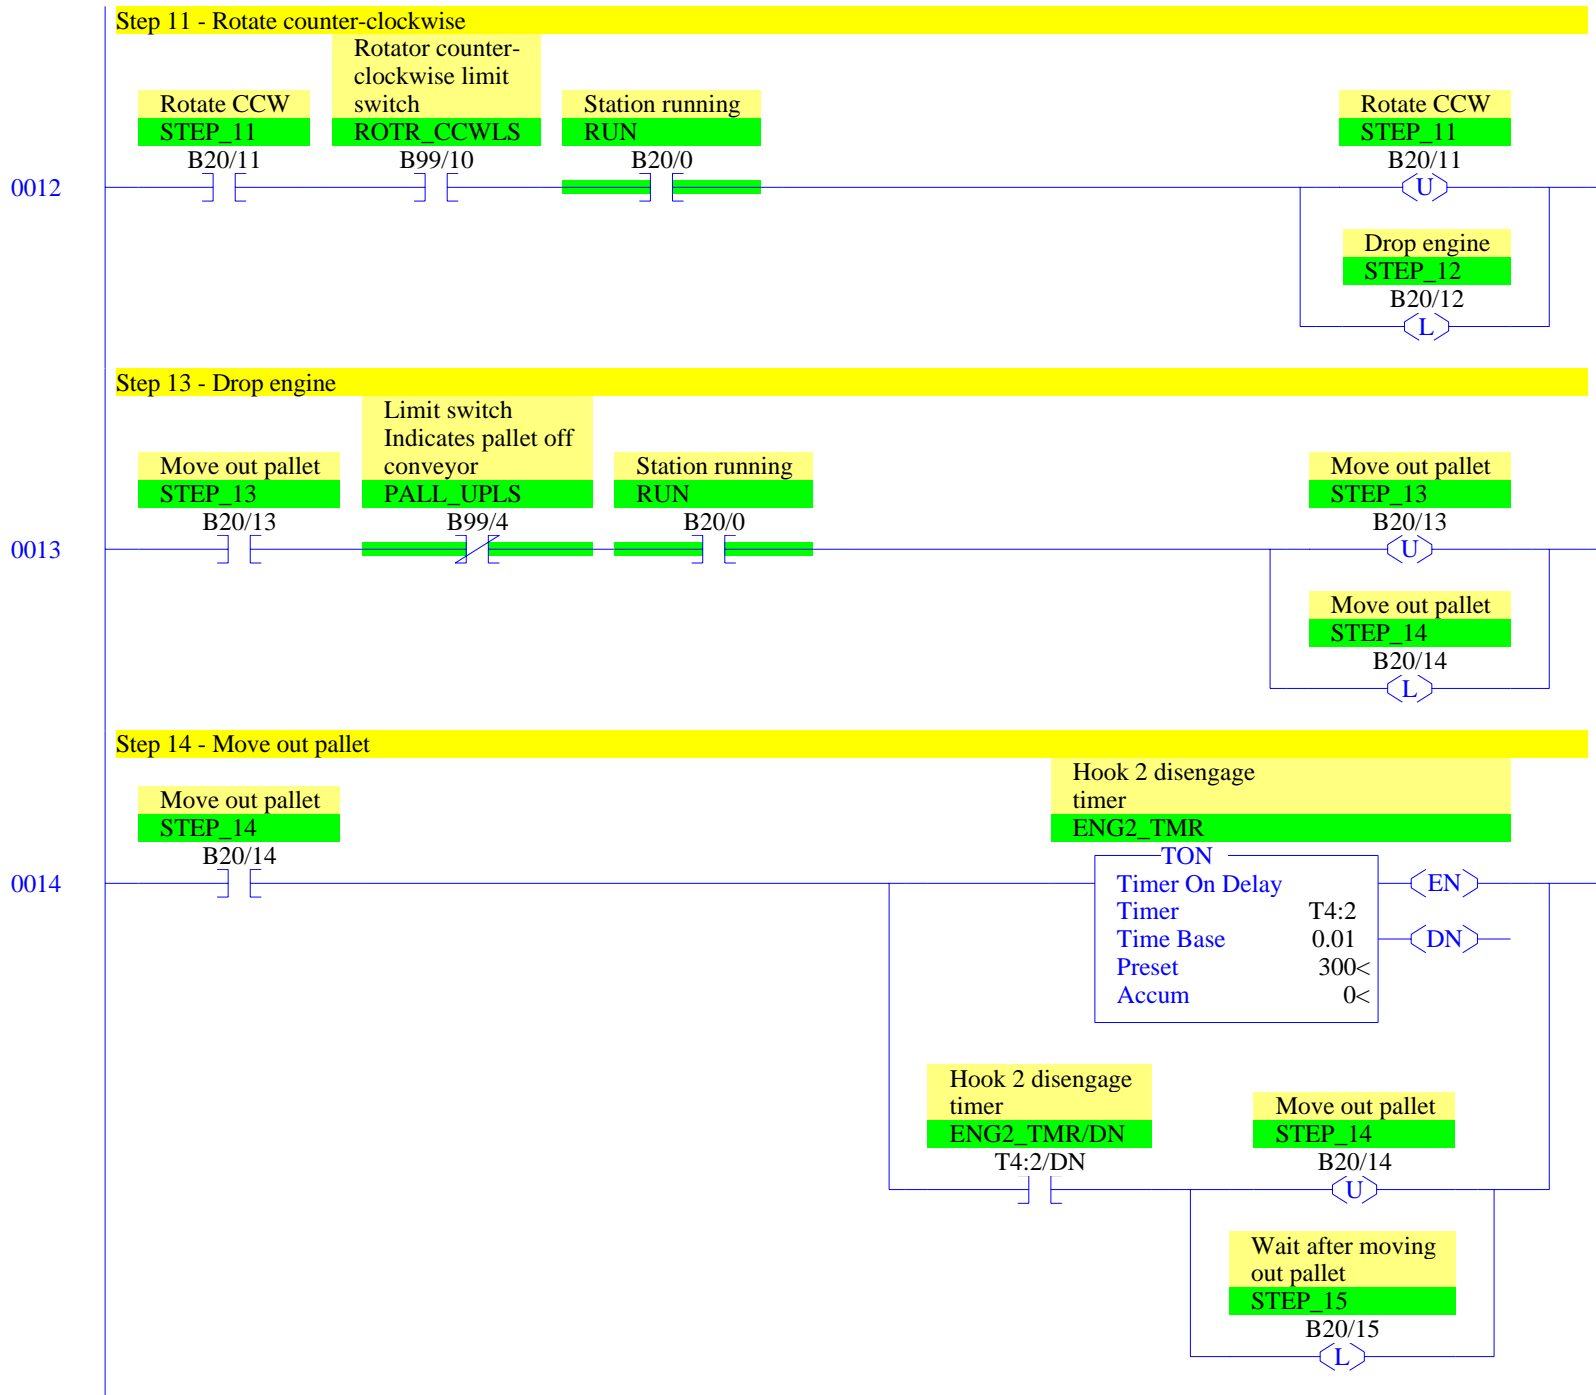 Step 11 - Rotate counter-clockwise
Rotator counter-
clockwise limit
switch
Rotate CCW
STEP_11
B20/11
ROTR_CCWLS
B99/10
Station running
RUN
B20/0
Rotate CCW
STEP_11
B20/11
0012
U
Drop engine
STEP_12
B20/12
L
Step 13 - Drop engine
Limit switch
Indicates pallet off
conveyor
Move out pallet
STEP_13
B20/13
PALL_UPLS
B99/4
Station running
RUN
B20/0
Move out pallet
STEP_13
B20/13
0013
U
Move out pallet
STEP_14
B20/14
L
Step 14 - Move out pallet
Move out pallet
STEP_14
B20/14
Hook 2 disengage
timer
ENG2_TMR
0014
TON
Timer On Delay
EN
Timer T4:2
Time Base 0.01
DN
Preset 300<
Accum 0<
Hook 2 disengage
timer
ENG2_TMR/DN
T4:2/DN
Move out pallet
STEP_14
B20/14
U
Wait after moving
out pallet
STEP_15
B20/15
L